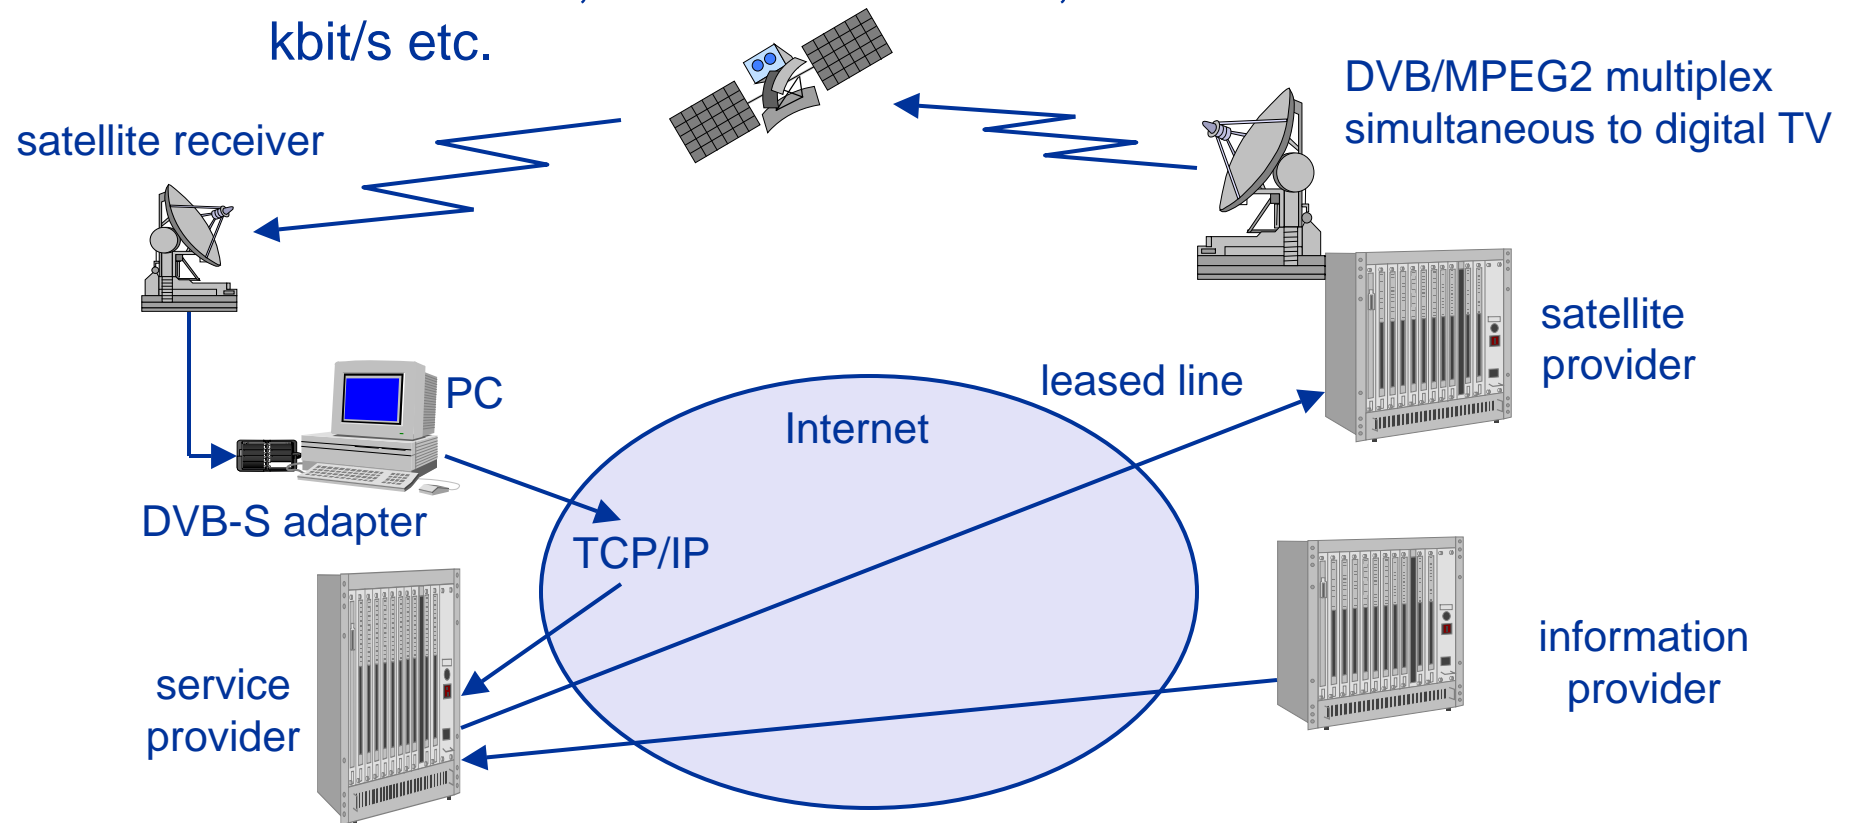 kbit/s etc.
DVB/MPEG2 multiplex
simultaneous to digital TV
satellite receiver
satellite
provider
leased line
PC
Internet
DVB-S adapter
TCP/IP
information
provider
service
provider